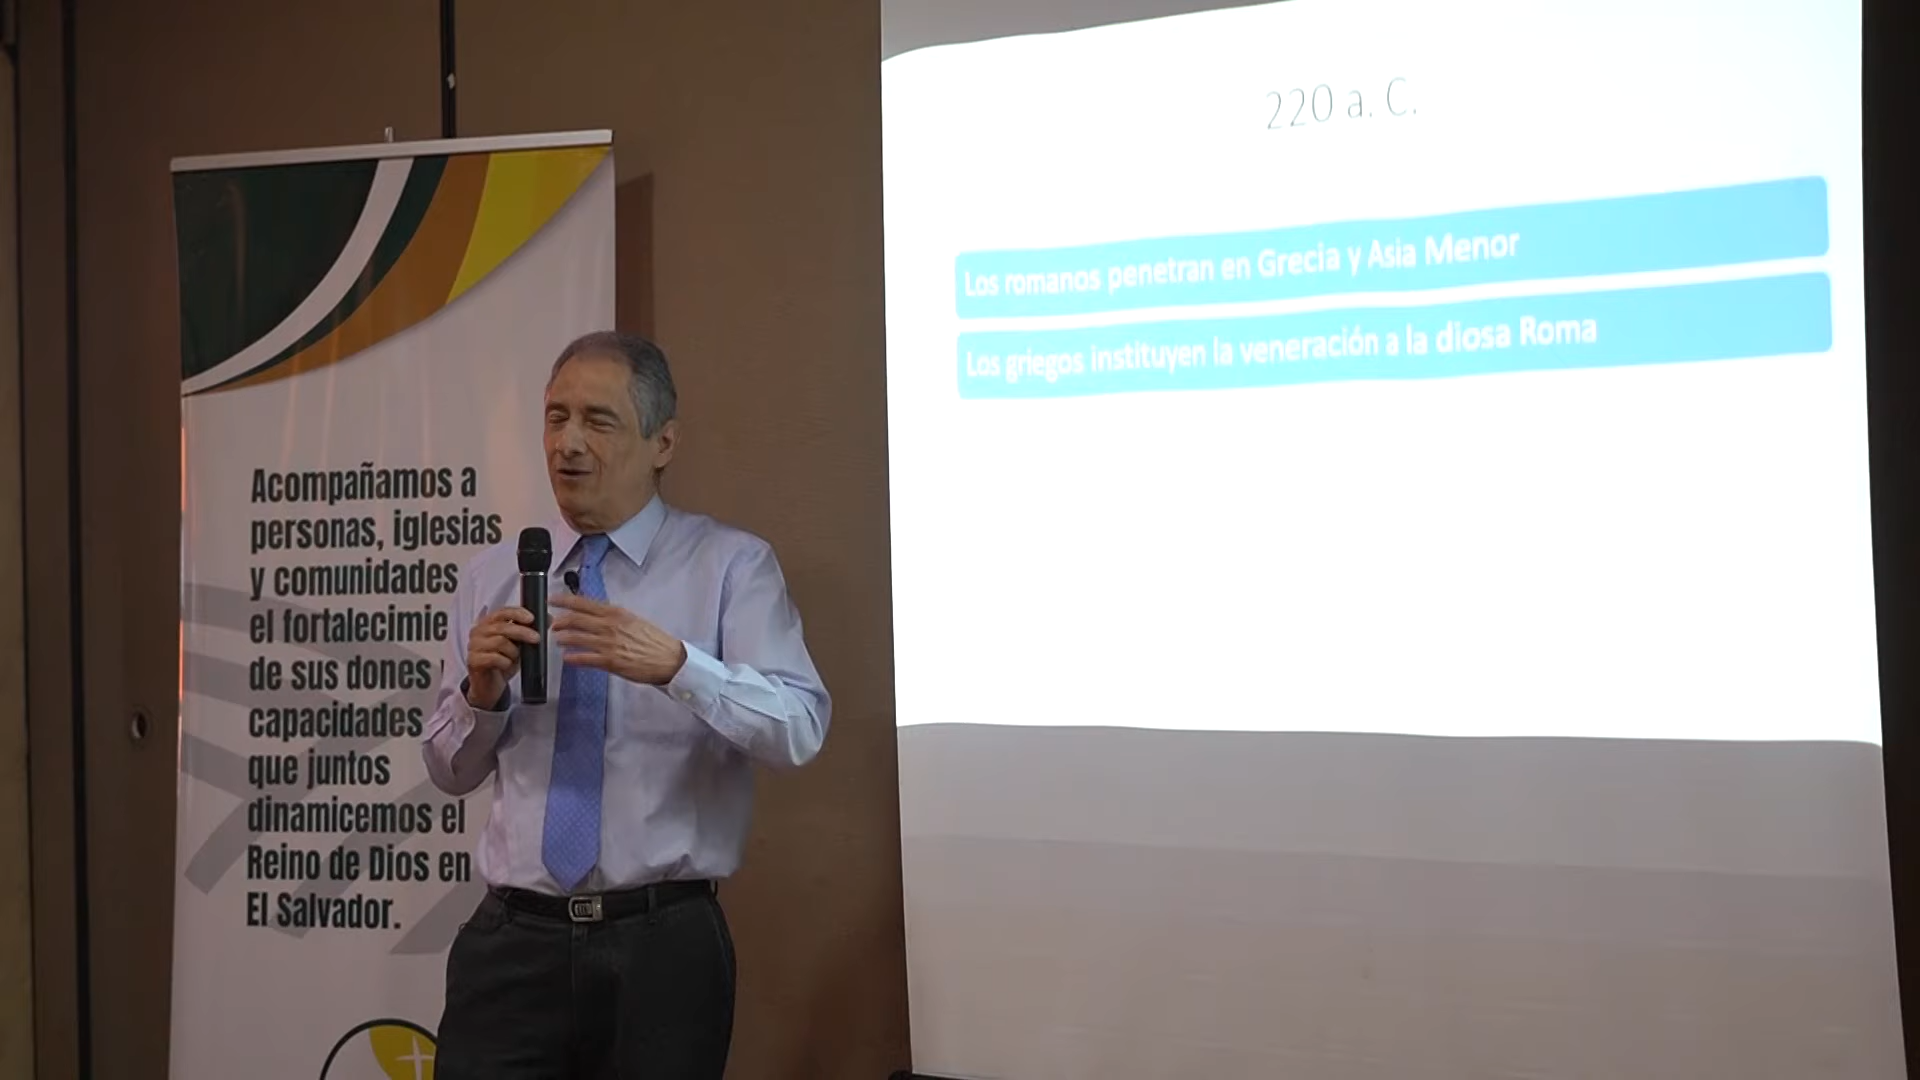 Acompañamos a
personas, iglesias
y comunidades
el fortalecimie
de sus dones
capacidades
que juntos
dinamicemos el
Reino de Dios en
El Salvador.
220 a. C.
Los romanos penetran en Grecia y Asia Menor
Los griegos instituyen la veneración a la diosa Roma